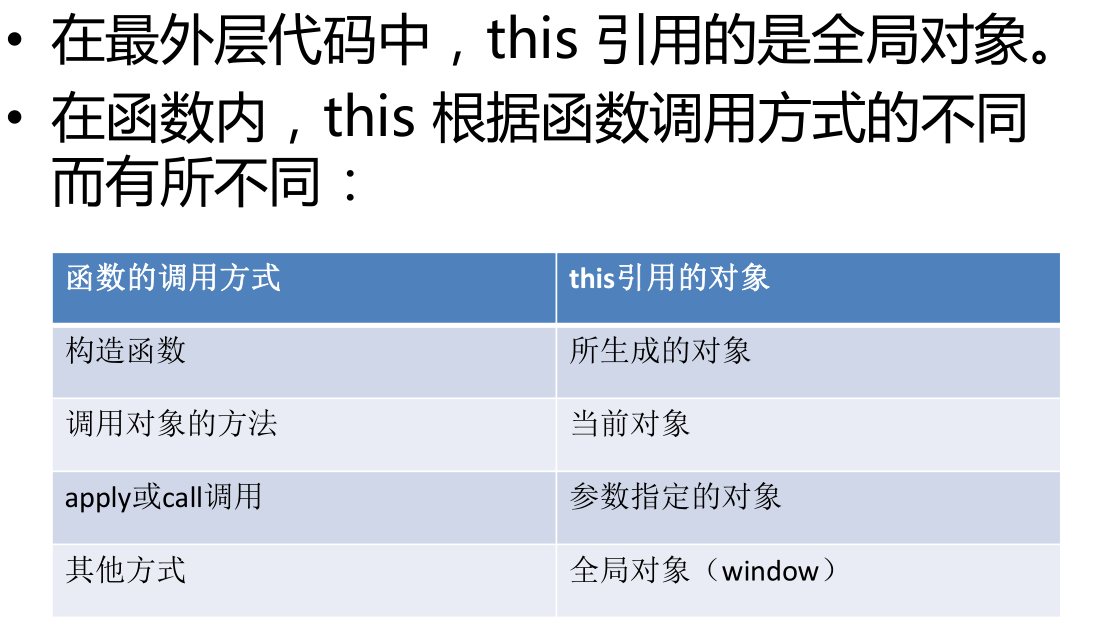 • 在最外层代码中，this 引用的是全局对象。
• 在函数内，this 根据函数调用方式的不同
而有所不同：
函数的调用方式 this引用的对象
构造函数 所生成的对象
调用对象的方法 当前对象
apply或call调用 参数指定的对象
其他方式 全局对象（window）